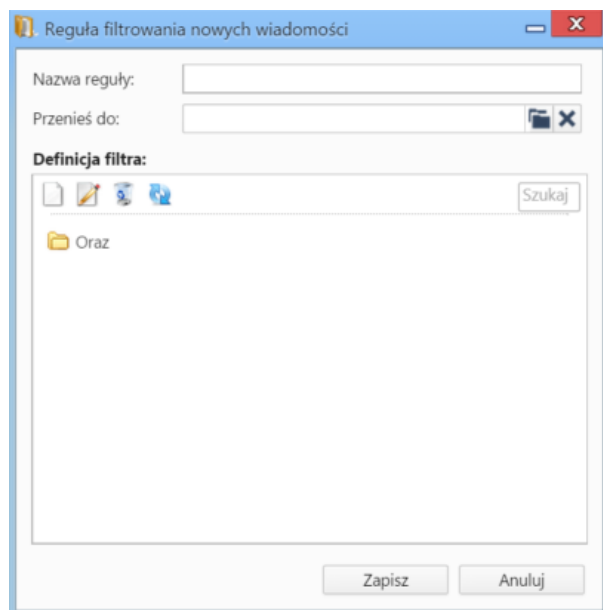 Reguła filtrowania nowych wiadomości
Nazwa reguły:
Przenieś do:
Definicja filtra:
Szukaj
Oraz
Zapisz Anuluj